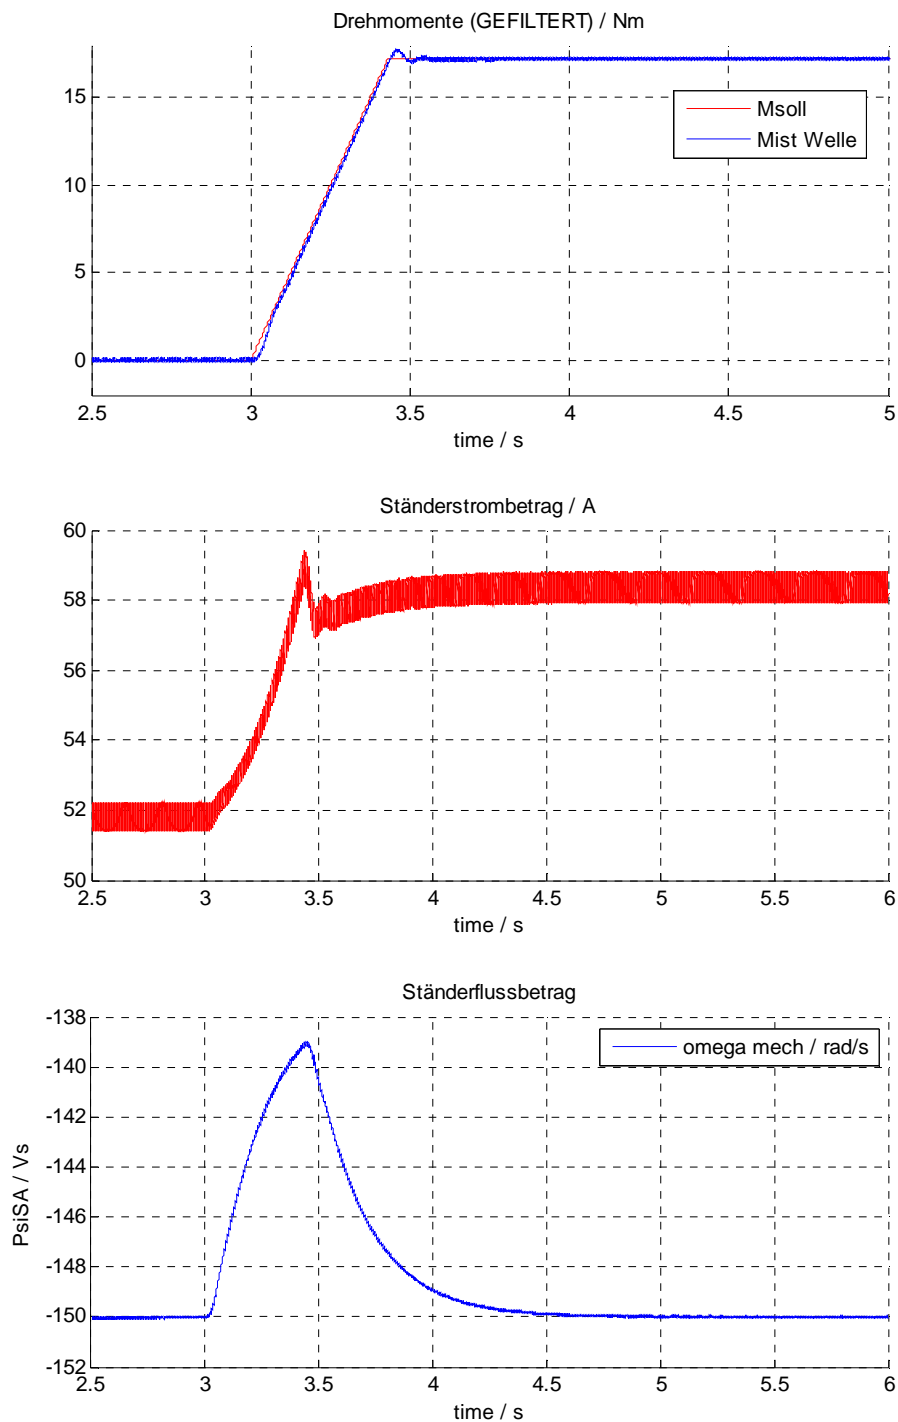 Drehmomente (GEFILTERT) / Nm
15
10
5
0
Msoll
Mist Welle
2.5 3 3.5 4 4.5 5
time / s
Ständerstrombetrag / A
60
58
56
54
52
50
2.5 3 3.5 4 4.5 5 5.5 6
time / s
Ständerflussbetrag
PsiSA / Vs
-138
-140
-142
-144
-146
-148
-150
-152
omega mech / rad/s
2.5 3 3.5 4 4.5 5 5.5 6
time / s